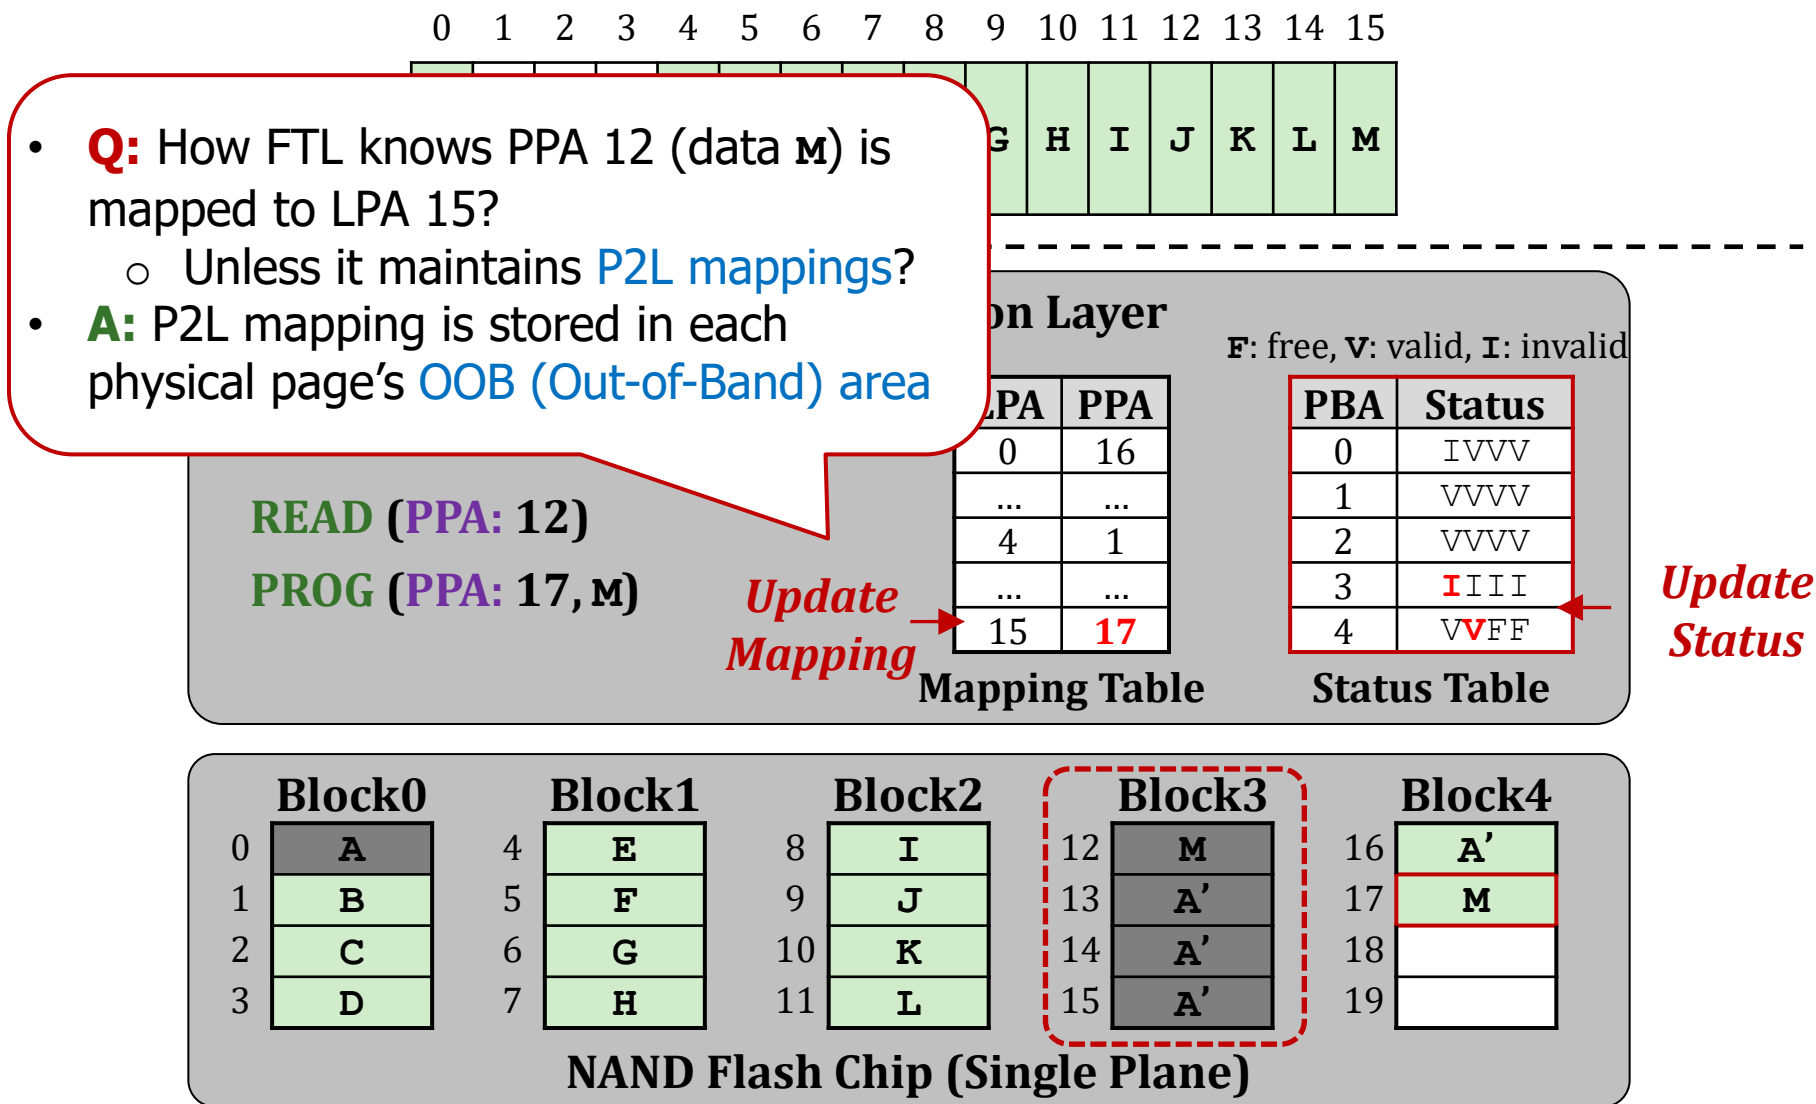 0 1 2 3 4 5 6 7 8 9 10 11 12 13 14 15
G H I J K L M
• Q: How FTL knows PPA 12 (data M) is
mapped to LPA 15?
o Unless it maintains P2L mappings?
• A: P2L mapping is stored in each
physical page's OOB (Out-of-Band) area
on Layer
F: free, V: valid, I: invalid
LPA PPA
0 16
... ...
4 1
... ...
15 17
Mapping Table
PBA Status
0 IVVV
1 VVVV
2 VVVV
3 IIII
4 VVFF
Status Table
READ (PPA: 12)
PROG (PPA: 17, M)
Update
Mapping
Update
Status
Block0 Block1 Block2 Block3 Block4
0 A 4 E 8 I 12 M 16 A'
1 B 5 F 9 J 13 A' 17 M
2 C 6 G 10 K 14 A' 18
3 D 7 H 11 L 15 A' 19
NAND Flash Chip (Single Plane)